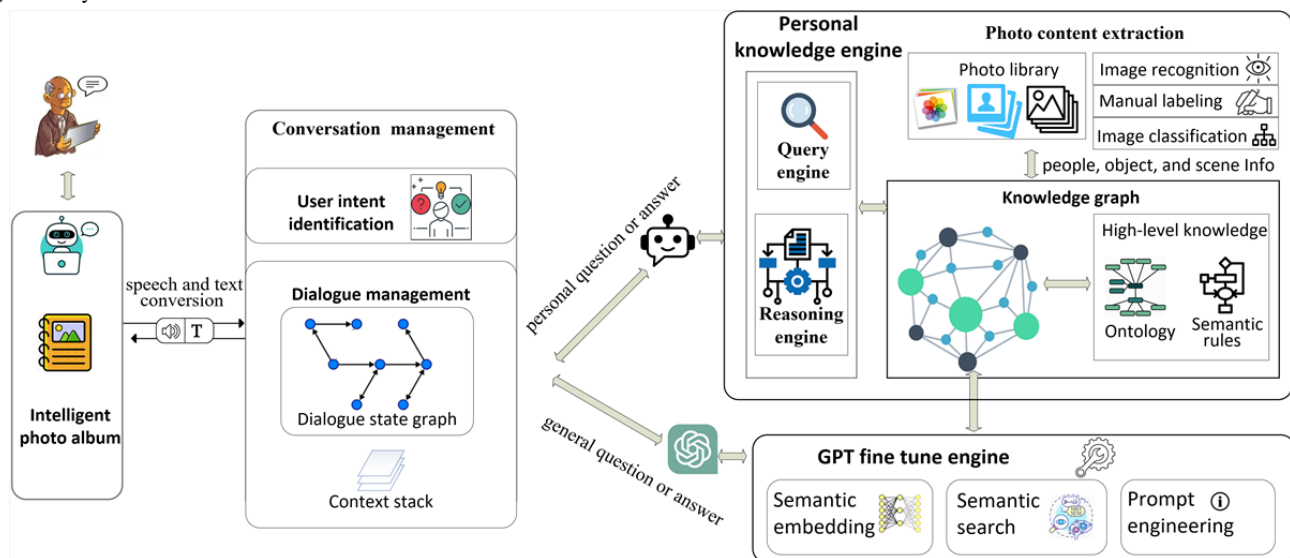 Intelligent
photo album
speech and text
conversion
T
Conversation management
User intent
identification
Dialogue management
Dialogue state graph
Context stack
personal question or answer
general question or answer
Personal
knowledge engine
Query
engine
Reasoning
engine
Photo content extraction
Photo library
Image recognition
Manual labeling
Image classification
people, object, and scene Info
Knowledge graph
High-level knowledge
Ontology
Semantic
rules
GPT fine tune engine
Semantic
embedding
Semantic
search
Prompt
engineering